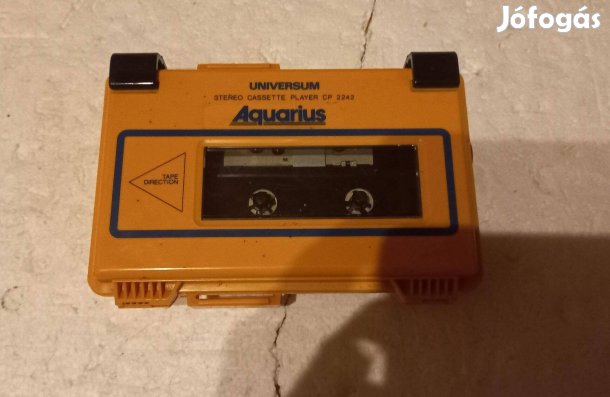 Jófogás
UNIVERSUM
STEREO CASSETTE PLAYER CP 2242
Aquarius
TAPE
DIRECTION